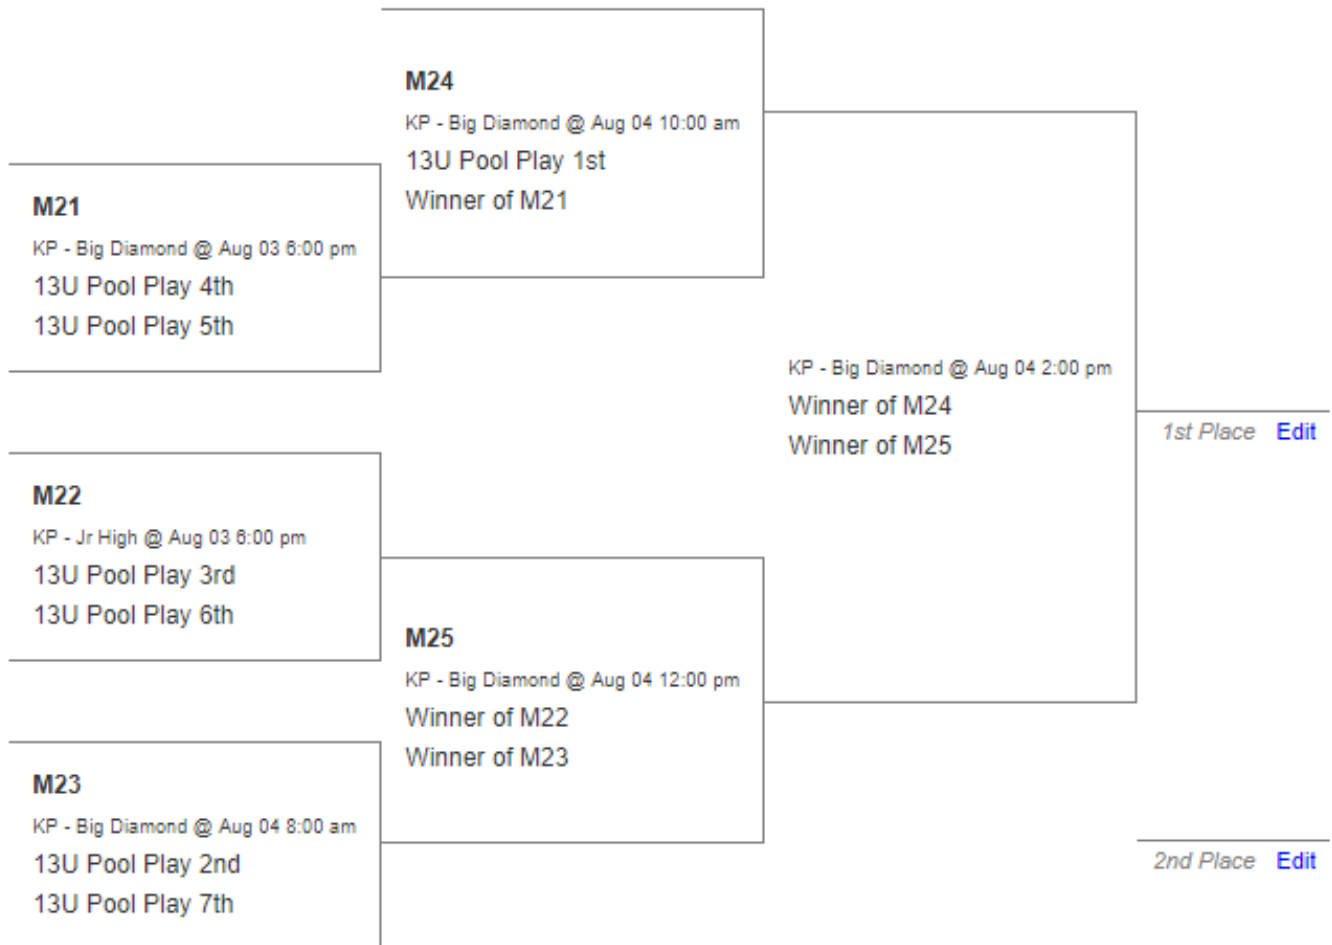 M24
KP - Big Diamond @ Aug 04 10:00 am
13U Pool Play 1st
Winner of M21
M21
KP - Big Diamond @ Aug 03 6:00 pm
13U Pool Play 4th
13U Pool Play 5th
KP - Big Diamond @ Aug 04 2:00 pm
Winner of M24
Winner of M25
1st Place Edit
M22
KP - Jr High @ Aug 03 6:00 pm
13U Pool Play 3rd
13U Pool Play 6th
M25
KP - Big Diamond @ Aug 04 12:00 pm
Winner of M22
Winner of M23
M23
KP - Big Diamond @ Aug 04 8:00 am
13U Pool Play 2nd
13U Pool Play 7th
2nd Place Edit